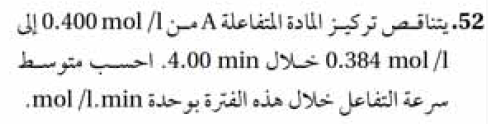 52. يتناقص تركيز المادة المتفاعلة A من 0.400 mol /l إلى
0.384 mol /l خلال 4.00 min. احسب متوسط
سرعة التفاعل خلال هذه الفترة بوحدة mol /l.min.